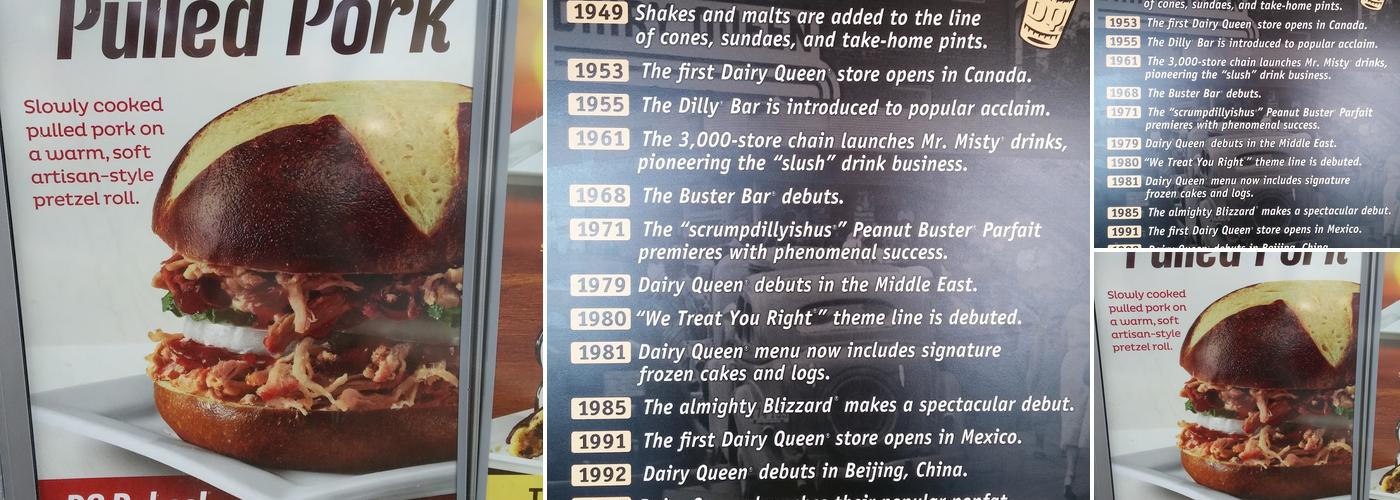 Pulled Pork
Slowly cooked
pulled pork on
a warm, soft
artisan-style
pretzel roll.
1949 Shakes and malts are added to the line
of cones, sundaes, and take-home pints.
1953 The first Dairy Queen® store opens in Canada.
1955 The Dilly® Bar is introduced to popular acclaim.
1961 The 3,000-store chain launches Mr. Misty® drinks,
pioneering the “slush” drink business.
1968 The Buster Bar® debuts.
1971 The “scrumpdillyishus®” Peanut Buster® Parfait
premieres with phenomenal success.
1979 Dairy Queen® debuts in the Middle East.
1980 “We Treat You Right®” theme line is debuted.
1981 Dairy Queen® menu now includes signature
frozen cakes and logs.
1985 The almighty Blizzard® makes a spectacular debut.
1991 The first Dairy Queen® store opens in Mexico.
1992 Dairy Queen® debuts in Beijing, China.
of cones, sundaes, and take-home pints.
1953 The first Dairy Queen® store opens in Canada.
1955 The Dilly® Bar is introduced to popular acclaim.
1961 The 3,000-store chain launches Mr. Misty® drinks,
pioneering the “slush” drink business.
1968 The Buster Bar® debuts.
1971 The “scrumpdillyishus®” Peanut Buster® Parfait
premieres with phenomenal success.
1979 Dairy Queen® debuts in the Middle East.
1980 “We Treat You Right®” theme line is debuted.
1981 Dairy Queen® menu now includes signature
frozen cakes and logs.
1985 The almighty Blizzard® makes a spectacular debut.
1991 The first Dairy Queen® store opens in Mexico.
Dairy Queen® debuts in Beijing, China.
Pulled Pork
Slowly cooked
pulled pork on
a warm, soft
artisan-style
pretzel roll.